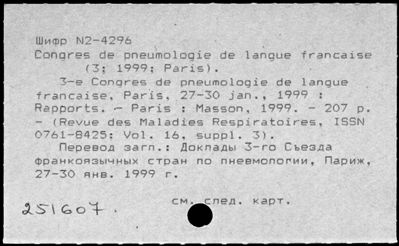 Шифр N2-4296
Congres de pneumologie de langue francaise
(3; 1999; Paris).
3-e Congres de pneumologie de langue
francaise, Paris, 27-30 jan., 1999 :
Rapports. - Paris : Masson, 1999. - 207 p.
- (Revue des Maladies Respiratoires, ISSN
0761-8425; Vol. 16, suppl. 3).
Перевод загл.: Доклады 3-го Съезда
франкоязычных стран по пневмологии, Париж,
27-30 янв. 1999 г.
см. след. карт.
251607.